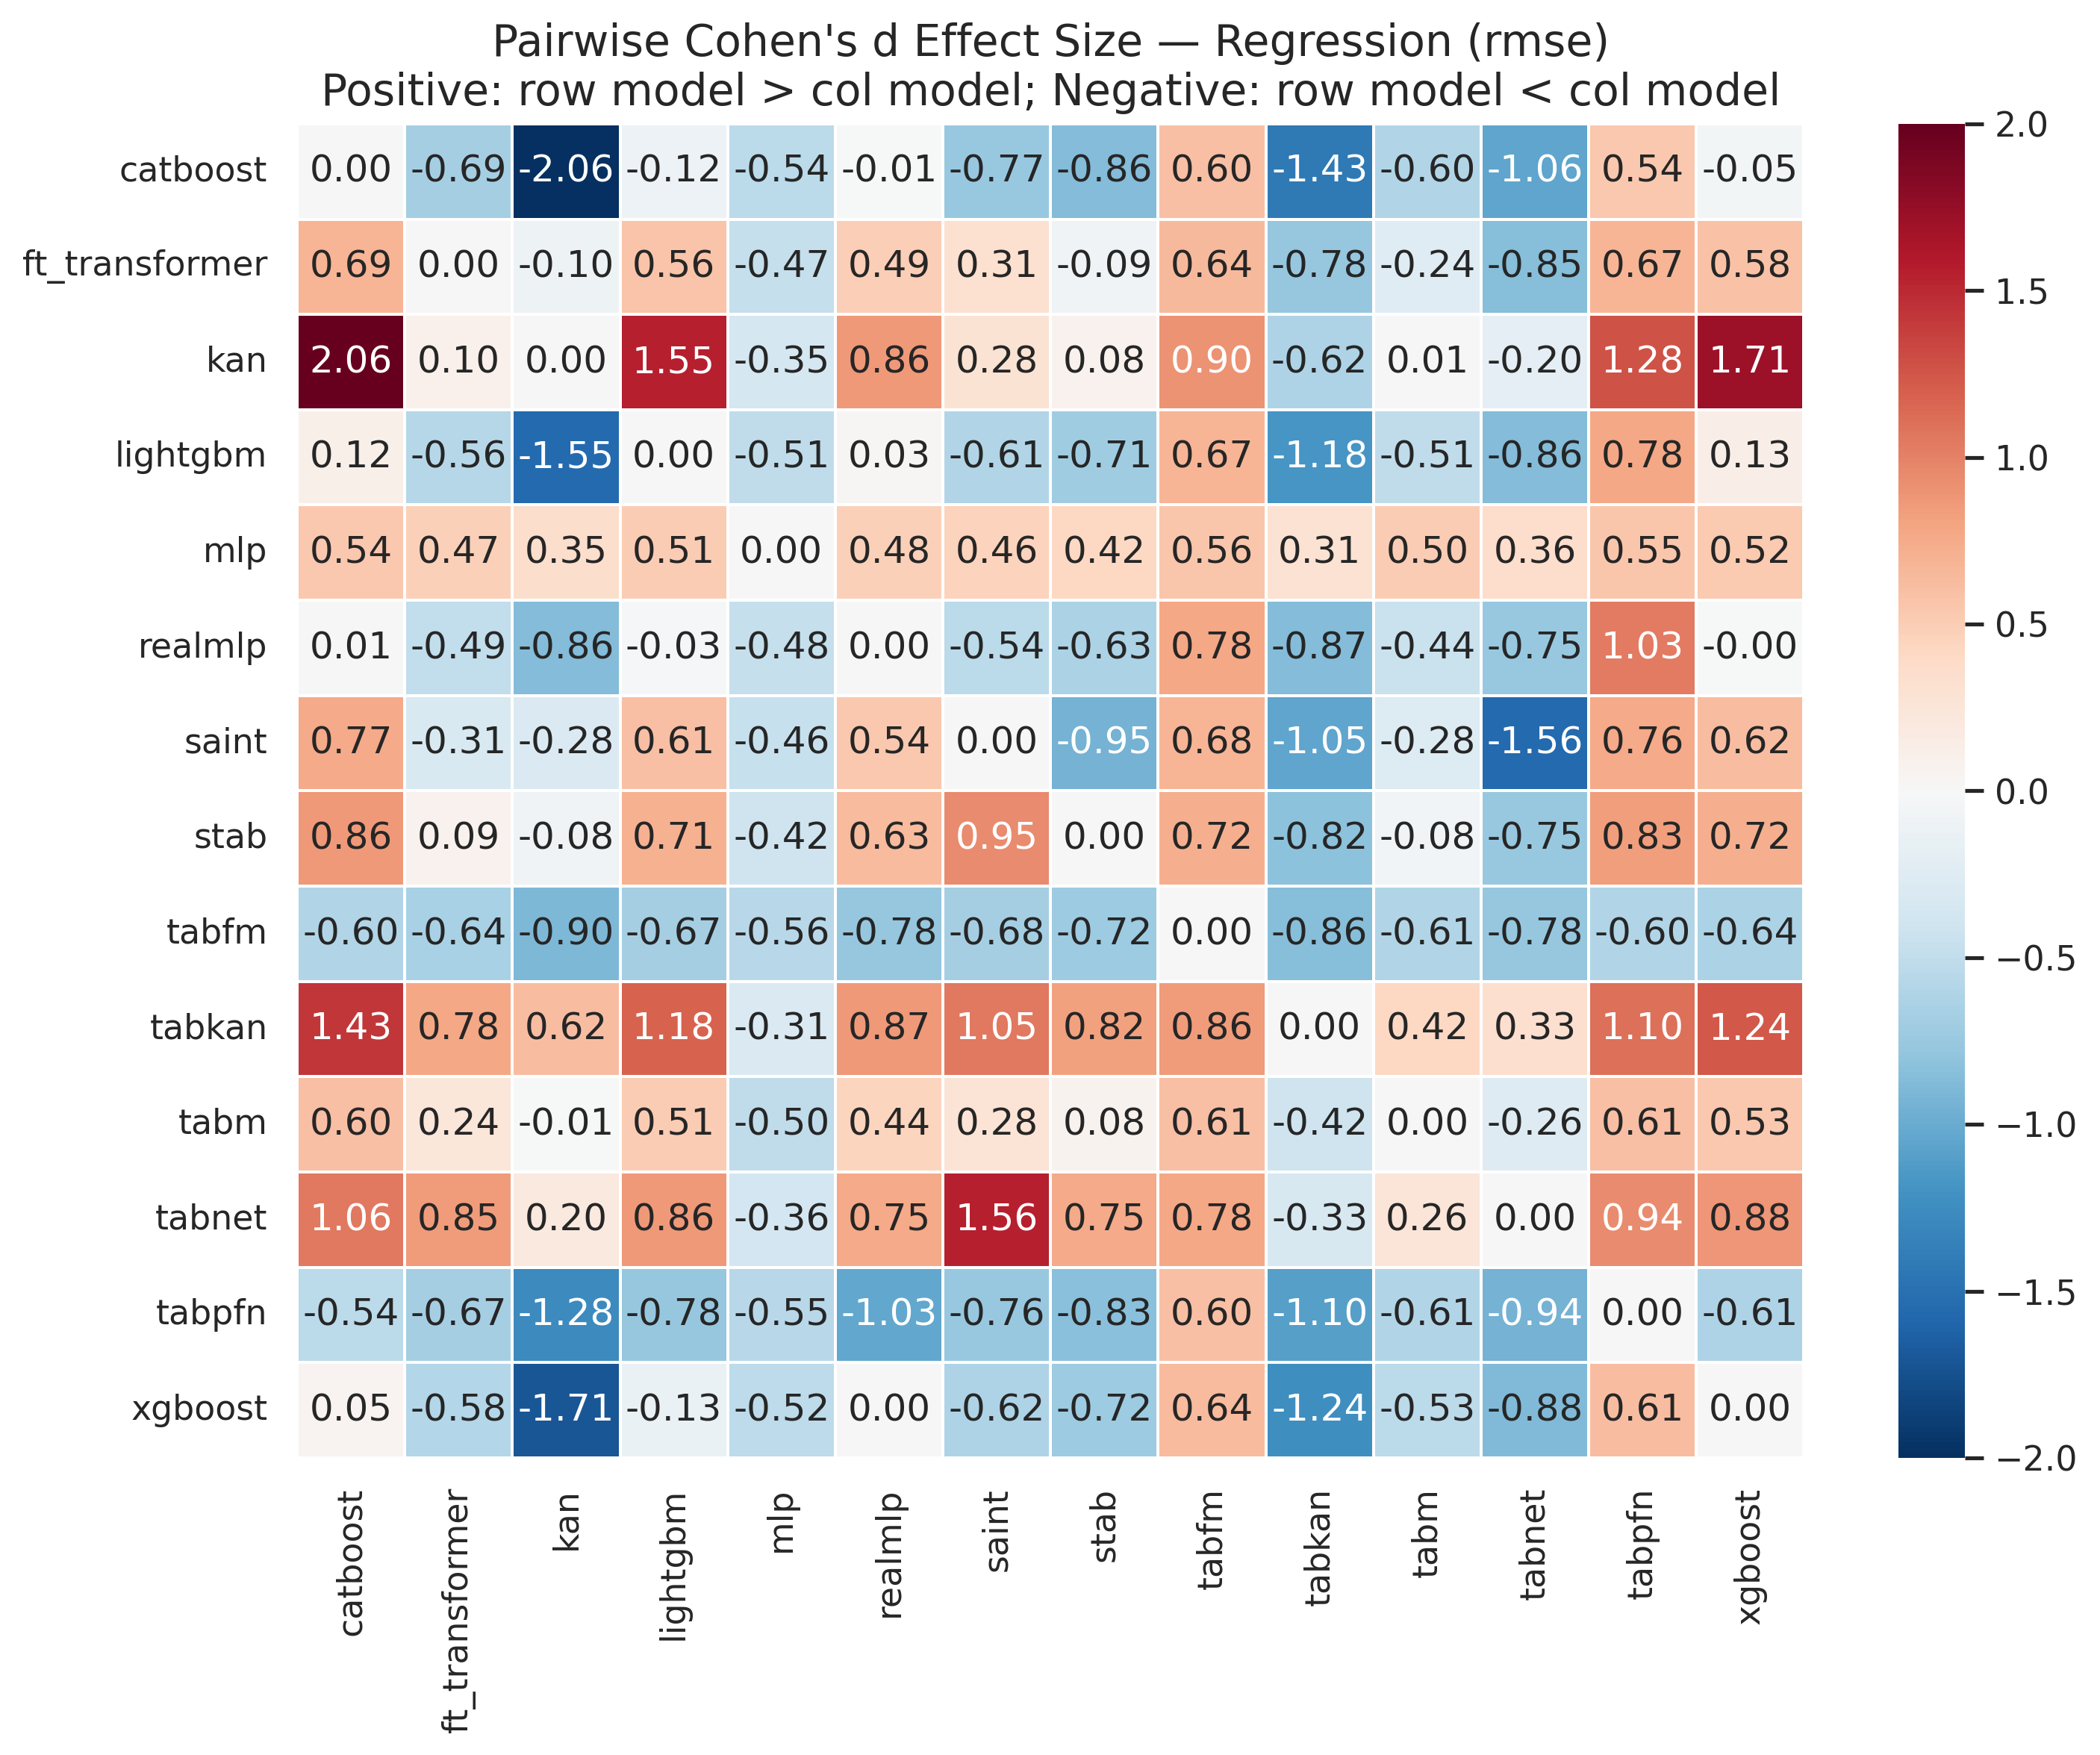 Pairwise Cohen's d Effect Size — Regression (rmse)
Positive: row model > col model; Negative: row model < col model
catboost 0.00 -0.69 -2.06 -0.12 -0.54 -0.01 -0.77 -0.86 0.60 -1.43 -0.60 -1.06 0.54 -0.05
ft_transformer 0.69 0.00 -0.10 0.56 -0.47 0.49 0.31 -0.09 0.64 -0.78 -0.24 -0.85 0.67 0.58
kan 2.06 0.10 0.00 1.55 -0.35 0.86 0.28 0.08 0.90 -0.62 0.01 -0.20 1.28 1.71
lightgbm 0.12 -0.56 -1.55 0.00 -0.51 0.03 -0.61 -0.71 0.67 -1.18 -0.51 -0.86 0.78 0.13
mlp 0.54 0.47 0.35 0.51 0.00 0.48 0.46 0.42 0.56 0.31 0.50 0.36 0.55 0.52
realmlp 0.01 -0.49 -0.86 -0.03 -0.48 0.00 -0.54 -0.63 0.78 -0.87 -0.44 -0.75 1.03 -0.00
saint 0.77 -0.31 -0.28 0.61 -0.46 0.54 0.00 -0.95 0.68 -1.05 -0.28 -1.56 0.76 0.62
stab 0.86 0.09 -0.08 0.71 -0.42 0.63 0.95 0.00 0.72 -0.82 -0.08 -0.75 0.83 0.72
tabfm -0.60 -0.64 -0.90 -0.67 -0.56 -0.78 -0.68 -0.72 0.00 -0.86 -0.61 -0.78 -0.60 -0.64
tabkan 1.43 0.78 0.62 1.18 -0.31 0.87 1.05 0.82 0.86 0.00 0.42 0.33 1.10 1.24
tabm 0.60 0.24 -0.01 0.51 -0.50 0.44 0.28 0.08 0.61 -0.42 0.00 -0.26 0.61 0.53
tabnet 1.06 0.85 0.20 0.86 -0.36 0.75 1.56 0.75 0.78 -0.33 0.26 0.00 0.94 0.88
tabpfn -0.54 -0.67 -1.28 -0.78 -0.55 -1.03 -0.76 -0.83 0.60 -1.10 -0.61 -0.94 0.00 -0.61
xgboost 0.05 -0.58 -1.71 -0.13 -0.52 0.00 -0.62 -0.72 0.64 -1.24 -0.53 -0.88 0.61 0.00
catboost
ft_transformer
kan
lightgbm
mlp
realmlp
saint
stab
tabfm
tabkan
tabm
tabnet
tabpfn
xgboost
2.0
1.5
1.0
0.5
0.0
−0.5
−1.0
−1.5
−2.0